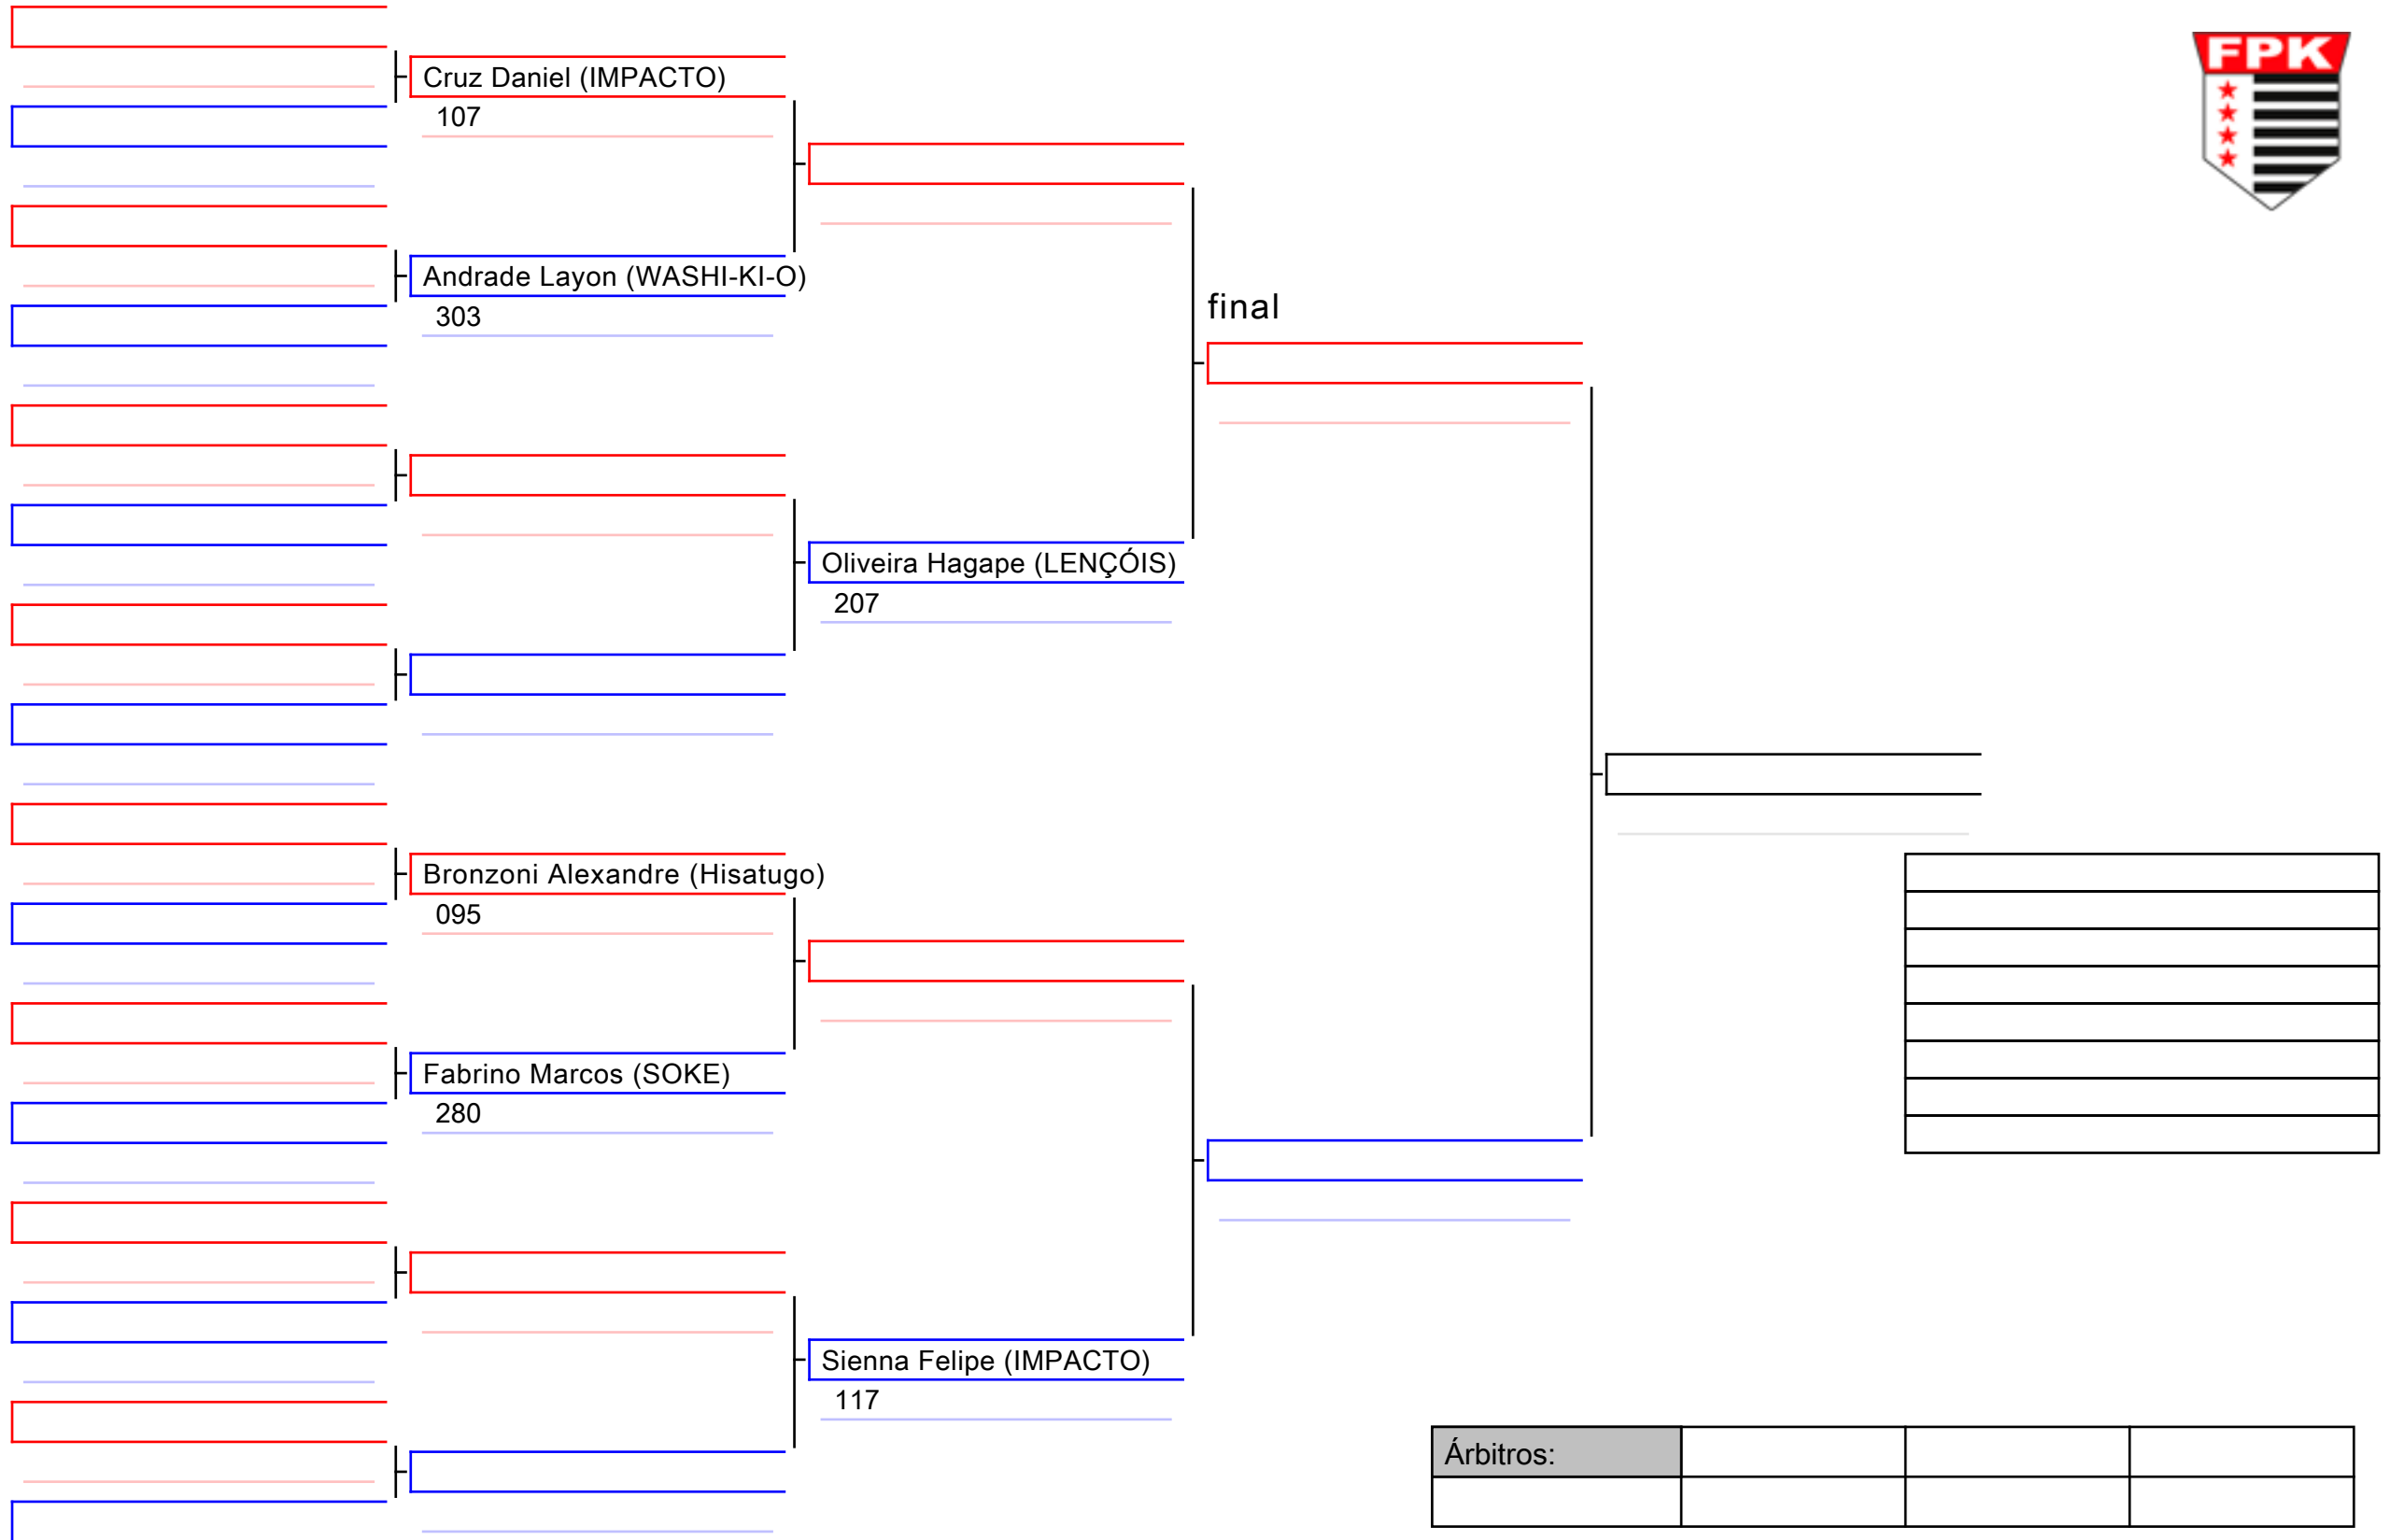 FPK
Cruz Daniel (IMPACTO)
107
Andrade Layon (WASHI-KI-O)
303
final
Oliveira Hagape (LENÇÓIS)
207
Bronzoni Alexandre (Hisatugo)
095
Fabrino Marcos (SOKE)
280
Sienna Felipe (IMPACTO)
117
Árbitros: